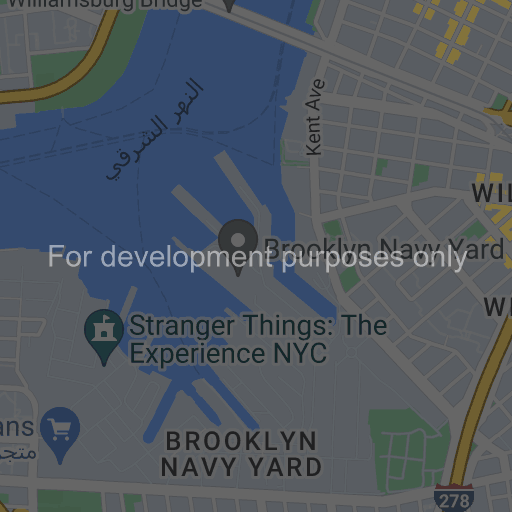 Williamsburg Bridge
Kent Ave
النهر الشرقي
WIL
Brooklyn Navy Yard
For development purposes only
WI
Stranger Things: The
Experience NYC
ans
متجر
BROOKLYN
NAVY YARD
278